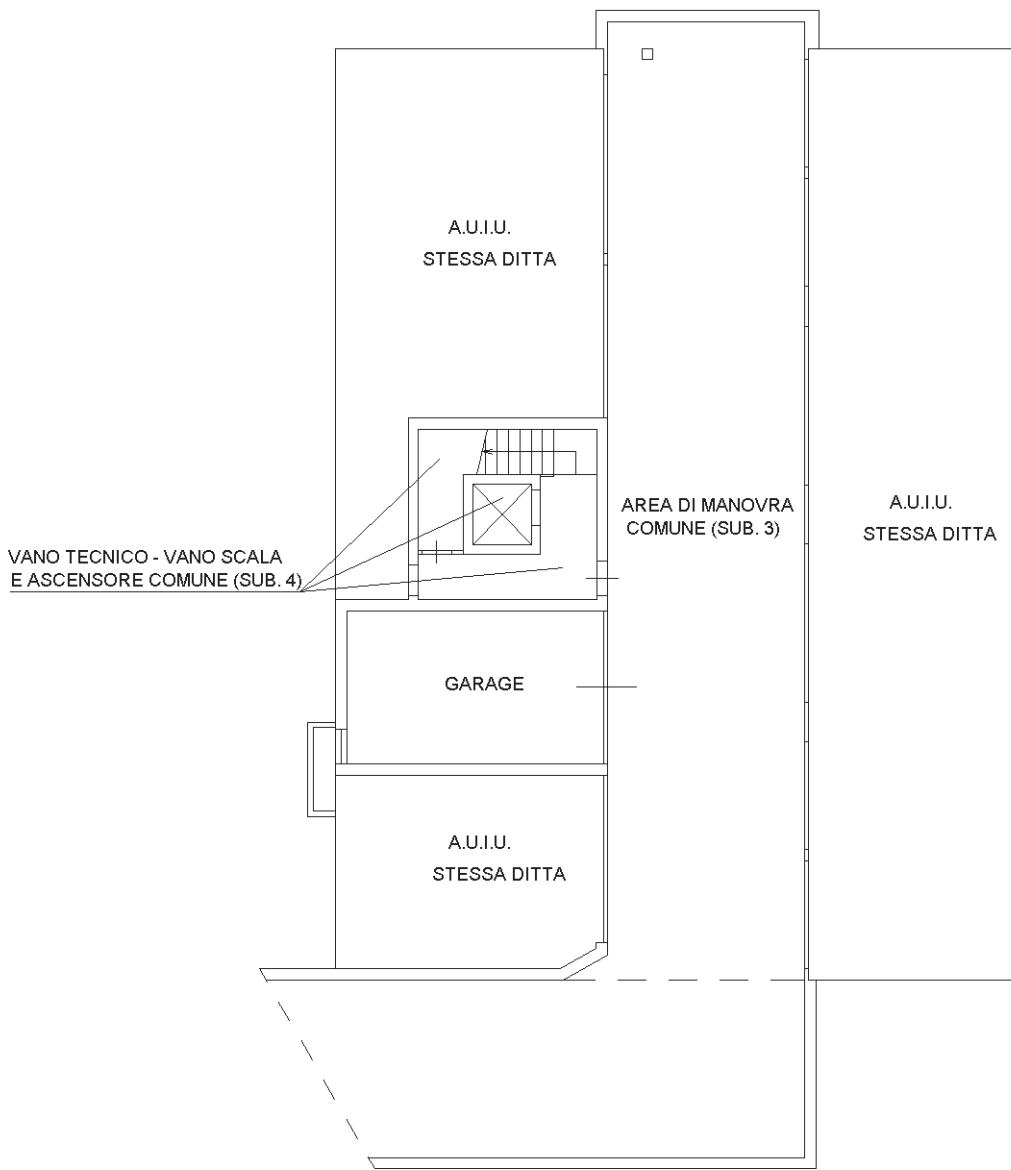 A.U.I.U.
STESSA DITTA
AREA DI MANOVRA
COMUNE (SUB. 3)
A.U.I.U.
STESSA DITTA
VANO TECNICO - VANO SCALA
E ASCENSORE COMUNE (SUB. 4)
GARAGE
A.U.I.U.
STESSA DITTA